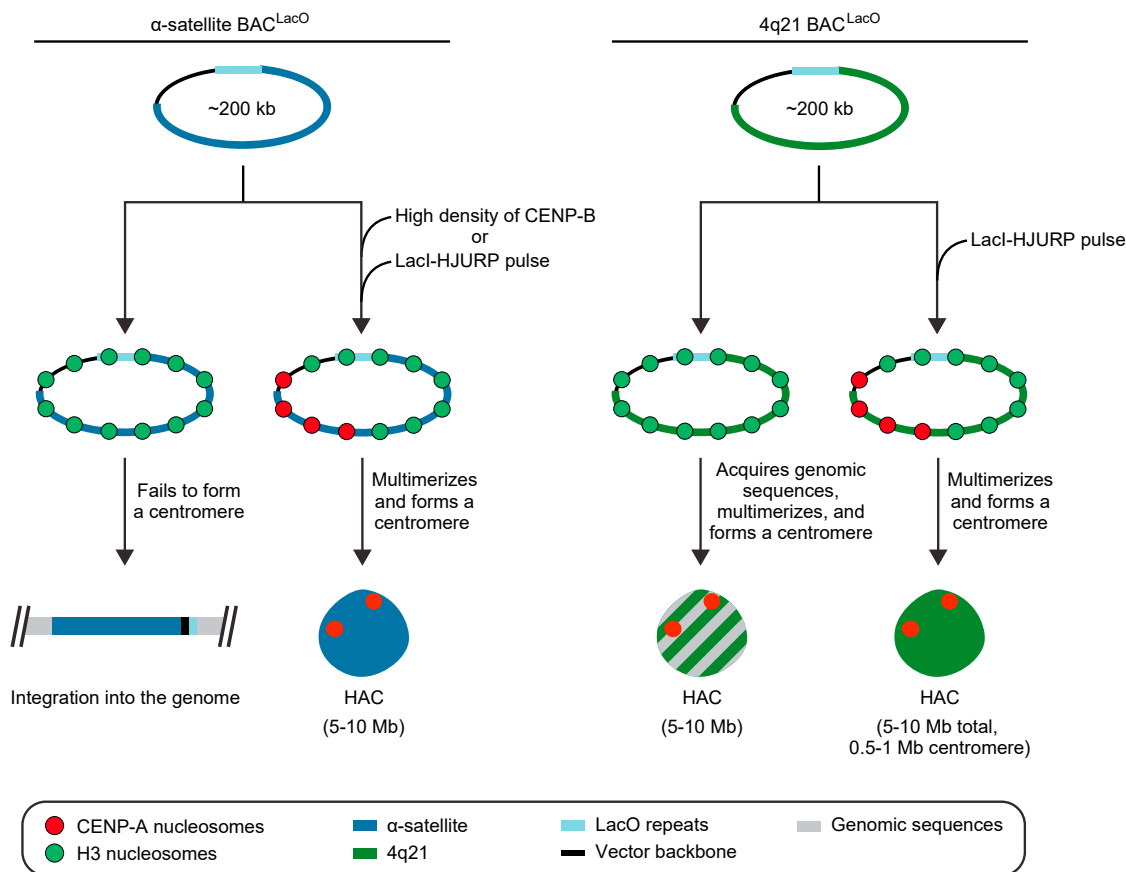 α-satellite BAC^LacO
~200 kb
High density of CENP-B
or
LacI-HJURP pulse
Fails to form
a centromere
Multimerizes
and forms a
centromere
Integration into the genome
HAC
(5-10 Mb)
4q21 BAC^LacO
~200 kb
LacI-HJURP pulse
Acquires genomic
sequences,
multimerizes, and
forms a centromere
Multimerizes
and forms a
centromere
HAC
(5-10 Mb)
HAC
(5-10 Mb total,
0.5-1 Mb centromere)
CENP-A nucleosomes
H3 nucleosomes
α-satellite
4q21
LacO repeats
Vector backbone
Genomic sequences